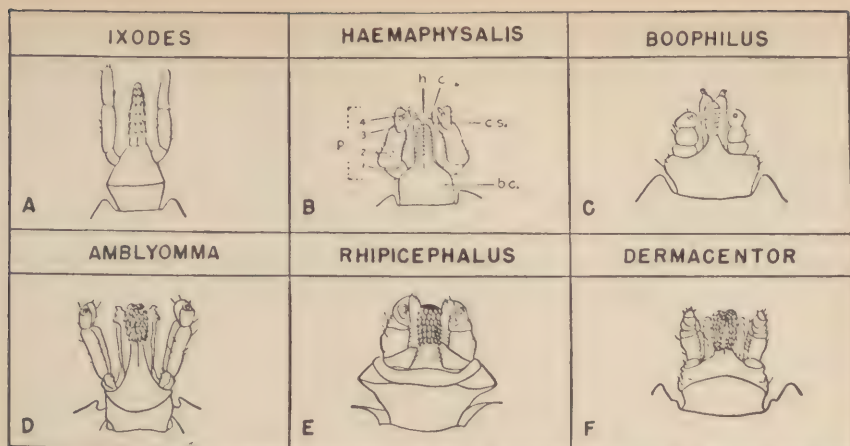 IXODES HAEMAPHYSALIS BOOPHILUS
h c.
4
3 c s.
p.
2
1
b c.
A B C
AMBLYOMMA RHIPICEPHALUS DERMACENTOR
D E F